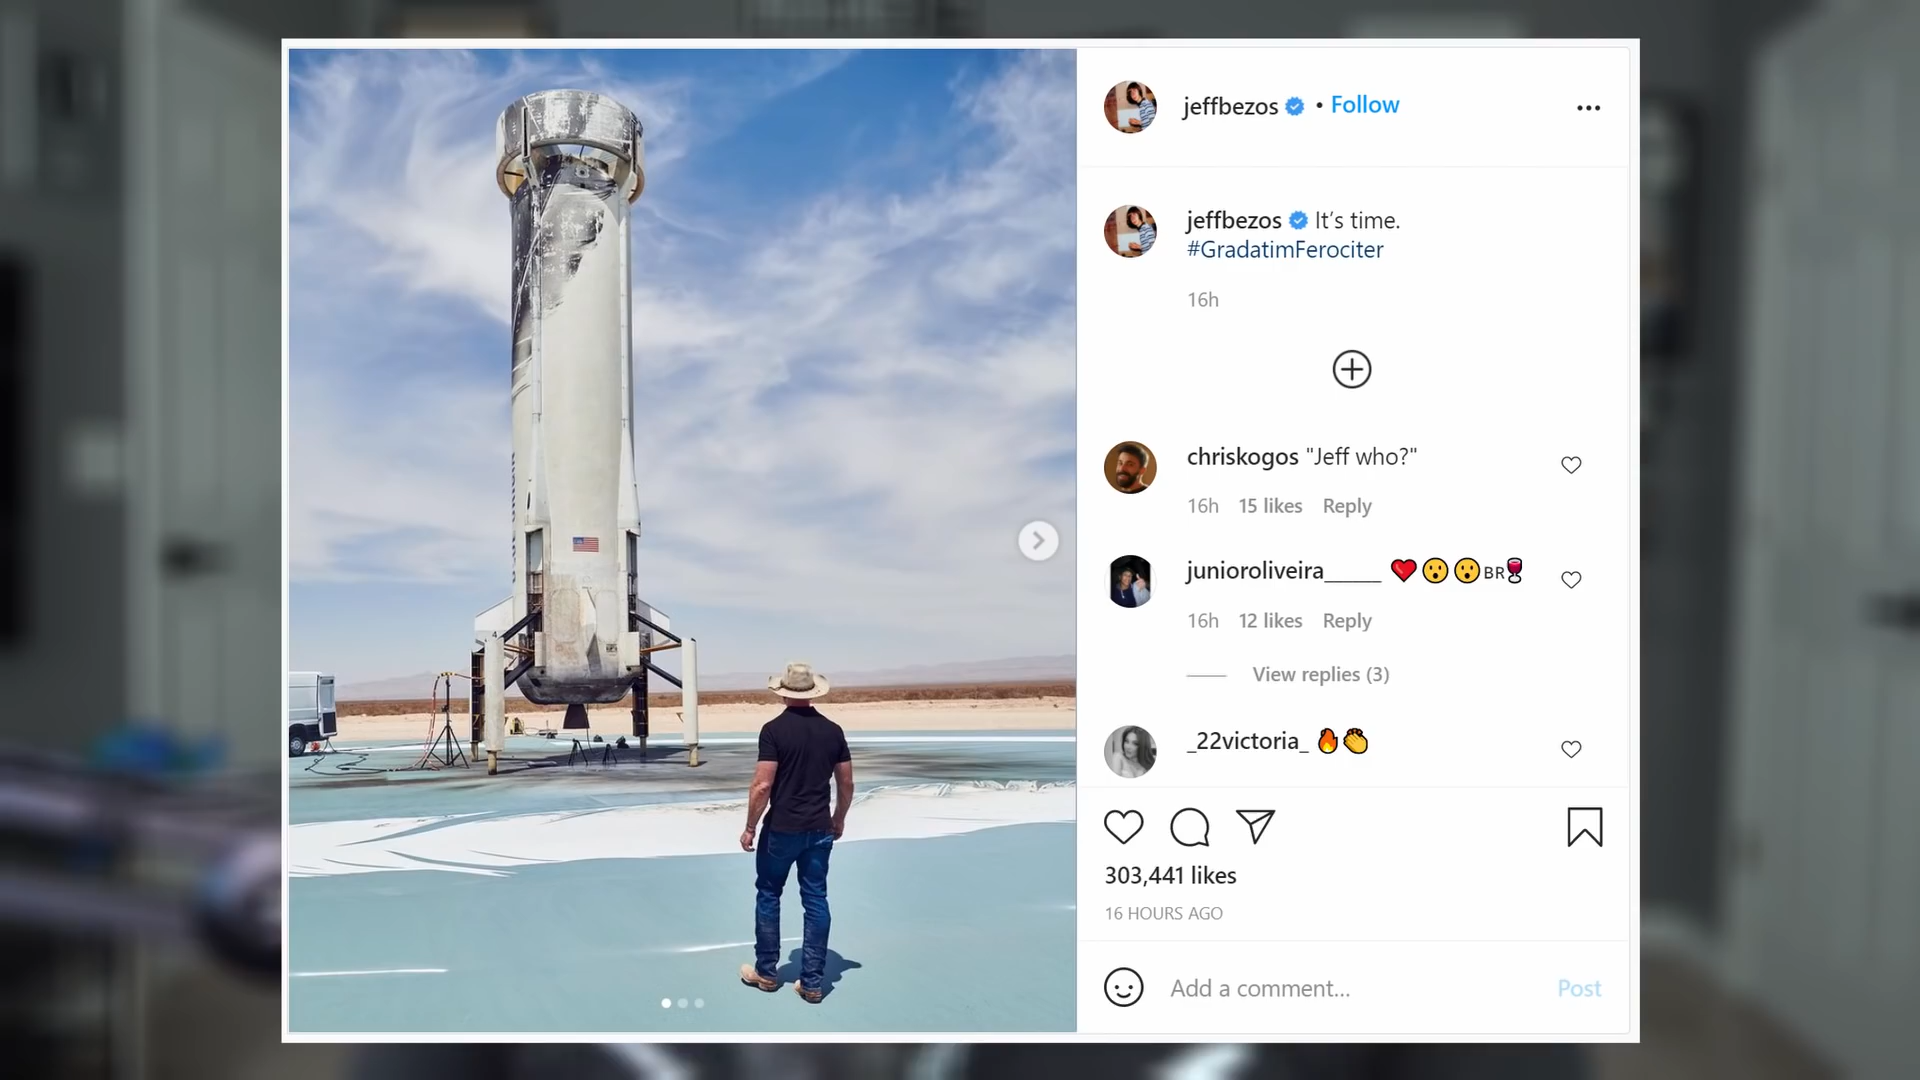 jeffbezos • Follow
jeffbezos It's time.
#GradatimFerociter
16h
chriskogos "Jeff who?"
16h 15 likes Reply
junioroliveira_____ ❤️😮😮BR🍷
16h 12 likes Reply
View replies (3)
_22victoria_ 🔥👏
303,441 likes
16 HOURS AGO
Add a comment... Post
4